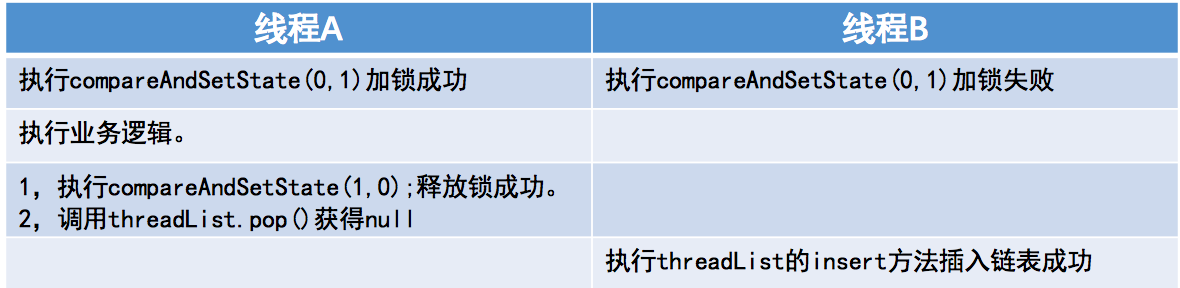 线程A
线程B
执行compareAndSetState(0,1)加锁成功
执行compareAndSetState(0,1)加锁失败
执行业务逻辑。
1，执行compareAndSetState(1,0);释放锁成功。
2，调用threadList.pop()获得null
执行threadList的insert方法插入链表成功